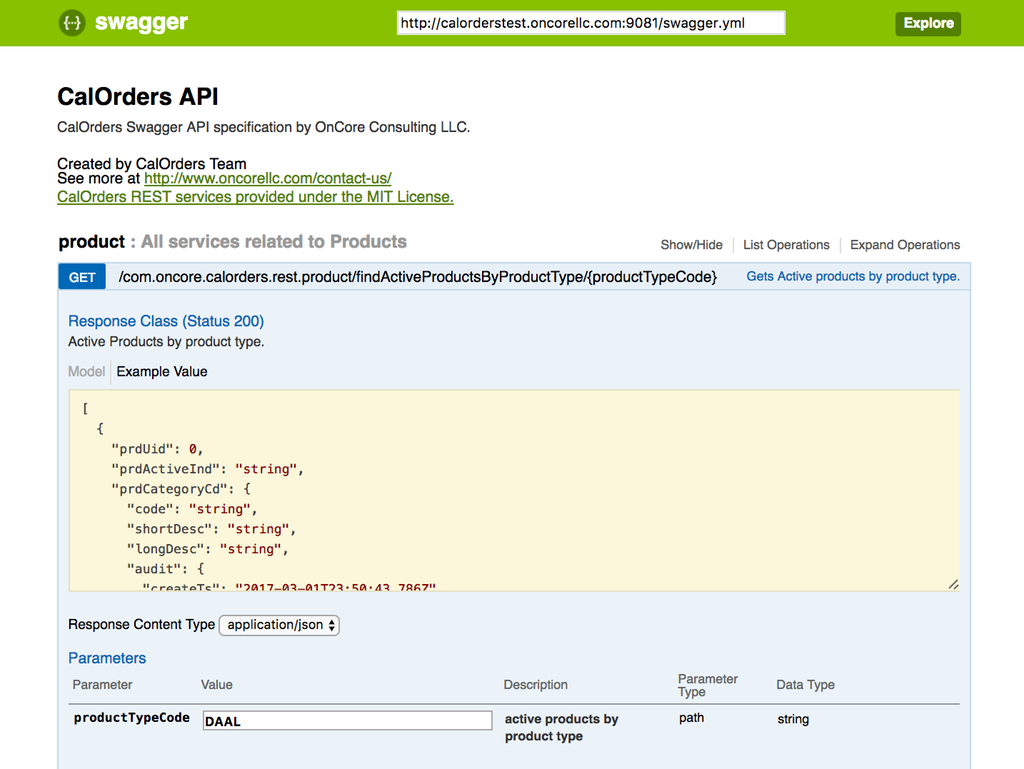 {···} swagger http://calorderstest.oncorellc.com:9081/swagger.yml Explore
CalOrders API
CalOrders Swagger API specification by OnCore Consulting LLC.
Created by CalOrders Team
See more at http://www.oncorellc.com/contact-us/
CalOrders REST services provided under the MIT License.
product : All services related to Products Show/Hide List Operations Expand Operations
GET /com.oncore.calorders.rest.product/findActiveProductsByProductType/{productTypeCode} Gets Active products by product type.
Response Class (Status 200)
Active Products by product type.
Model Example Value
[
{
"prdUid": 0,
"prdActiveInd": "string",
"prdCategoryCd": {
"code": "string",
"shortDesc": "string",
"longDesc": "string",
"audit": {
"createTs": "2017-03-01T23:50:43.786Z"
Response Content Type application/json
Parameters
Parameter Value Description Parameter Type Data Type
productTypeCode DAAL active products by product type path string